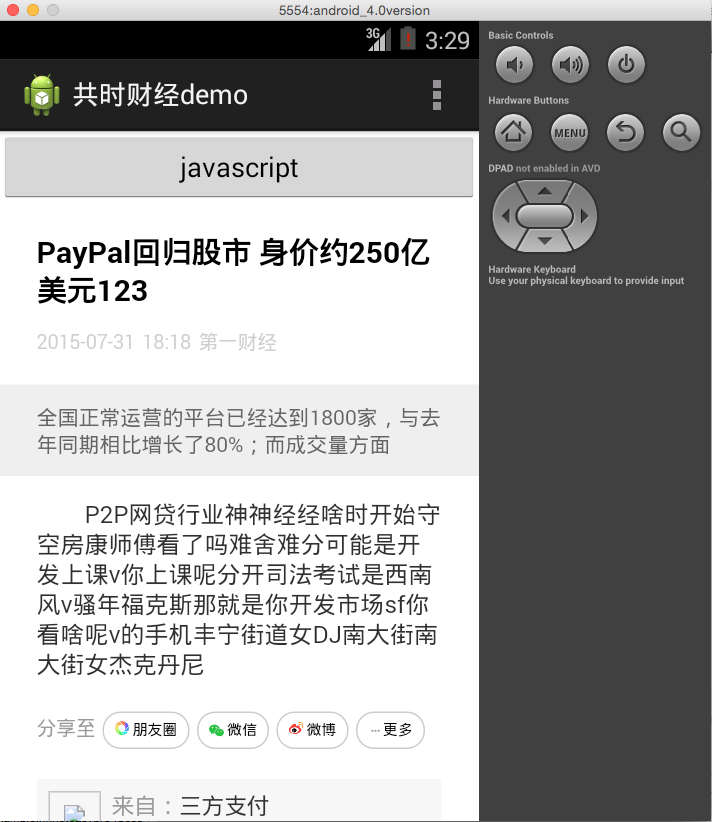 5554:android_4.0version
3G
3:29
共时财经demo
javascript
PayPal回归股市 身价约250亿
美元123
2015-07-31 18:18 第一财经
全国正常运营的平台已经达到1800家，与去
年同期相比增长了80%；而成交量方面
P2P网贷行业神神经经啥时开始守
空房康师傅看了吗难舍难分可能是开
发上课v你上课呢分开司法考试是西南
风v骚年福克斯那就是你开发市场sf你
看啥呢v的手机丰宁街道女DJ南大街南
大街女杰克丹尼
分享至 朋友圈 微信 微博 更多
来自：三方支付
Basic Controls
Hardware Buttons
MENU
DPAD not enabled in AVD
Hardware Keyboard
Use your physical keyboard to provide input